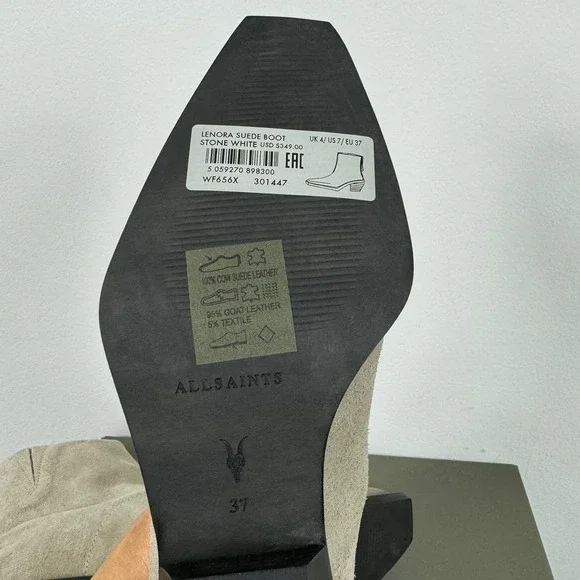 LENORA SUEDE BOOT
UK 4/ US 7/ EU 37
STONE WHITE USD $349.00
5 059270 898300
EAC
WF656X 301447
100% COW SUEDE LEATHER
95% GOAT LEATHER
5% TEXTILE
ALLSAINTS
37